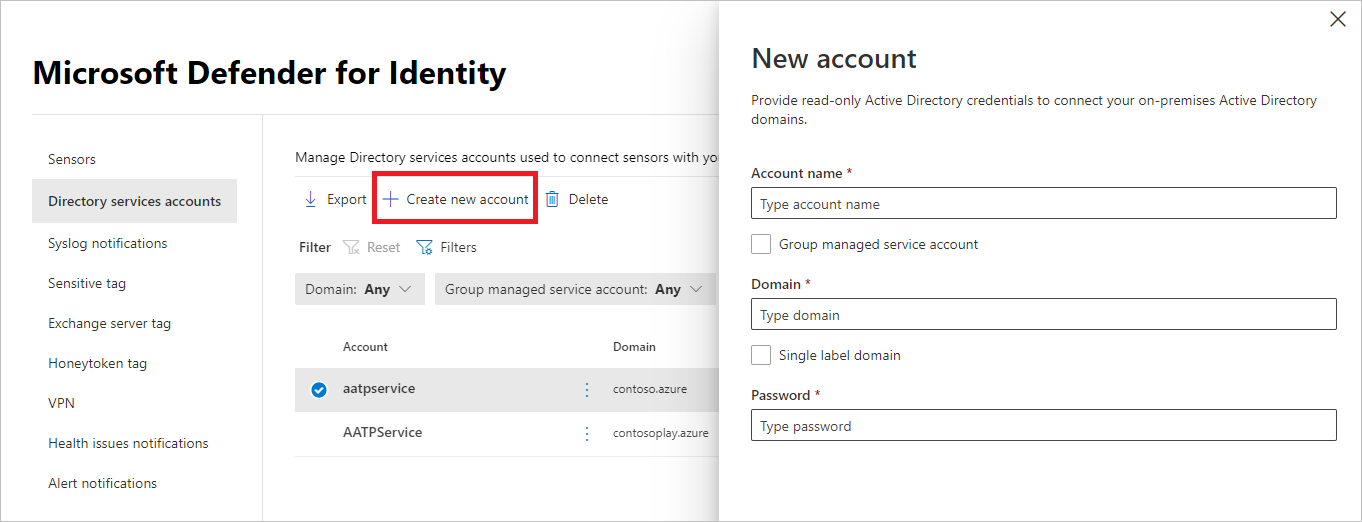 Microsoft Defender for Identity
Sensors
Directory services accounts
Syslog notifications
Sensitive tag
Exchange server tag
Honeytoken tag
VPN
Health issues notifications
Alert notifications
Manage Directory services accounts used to connect sensors with you
Export Create new account Delete
Filter Reset Filters
Domain: Any Group managed service account: Any
Account Domain
aatpservice contoso.azure
AATPService contosoplay.azure
New account
Provide read-only Active Directory credentials to connect your on-premises Active Directory
domains.
Account name *
Type account name
Group managed service account
Domain *
Type domain
Single label domain
Password *
Type password